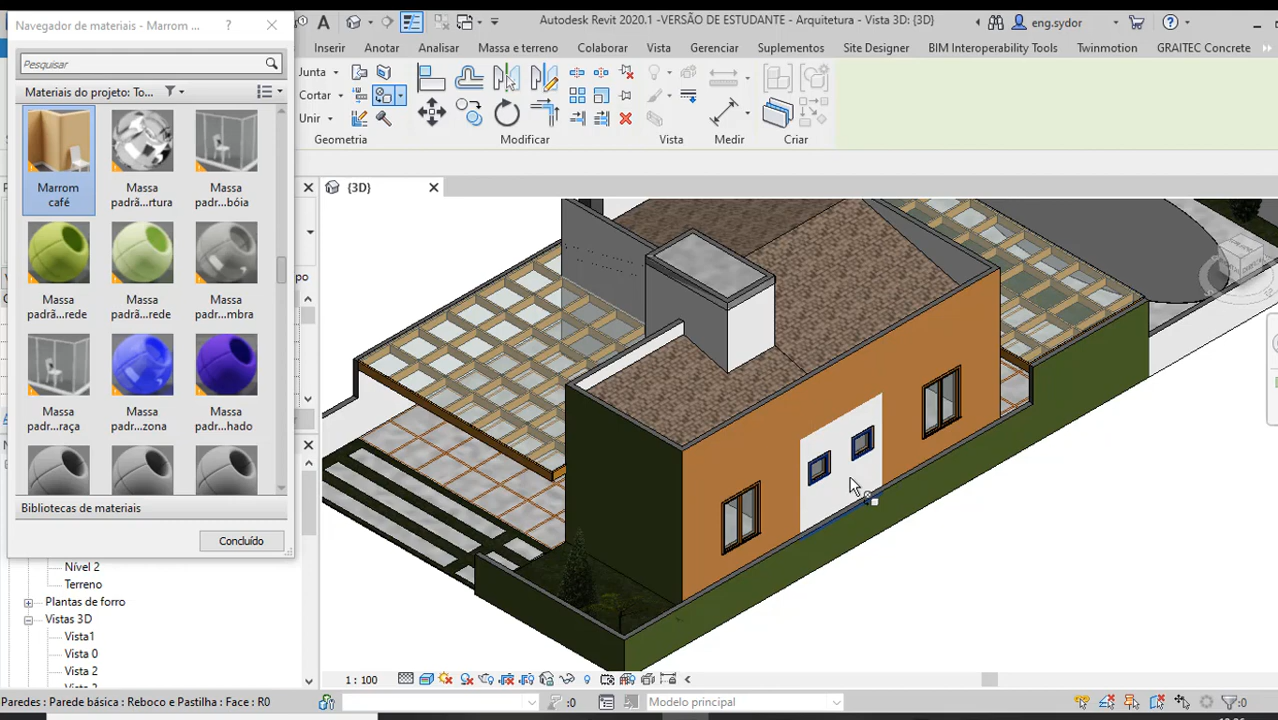 Navegador de materiais - Marrom ...
?
A
Autodesk Revit 2020.1 -VERSÃO DE ESTUDANTE - Arquitetura - Vista 3D: {3D}
eng.sydor
?
Inserir Anotar Analisar Massa e terreno Colaborar Vista Gerenciar Suplementos Site Designer BIM Interoperability Tools Twinmotion GRAITEC Concrete
Pesquisar
Materiais do projeto: To...
Junta
Cortar
Unir
Geometria Modificar Vista Medir Criar
{3D}
Marrom
café
Massa
padrã...rtura
Massa
padr...bóia
Massa
padr...rede
Massa
padrã...rede
Massa
padr...mbra
Massa
padr...raça
Massa
padr...zona
Massa
padr...hado
po
Bibliotecas de materiais
Concluído
Nível 2
Terreno
Plantas de forro
Vistas 3D
Vista1
Vista 0
Vista 2
1 : 100
Paredes : Parede básica : Reboco e Pastilha : Face : R0
:0
Modelo principal
:0